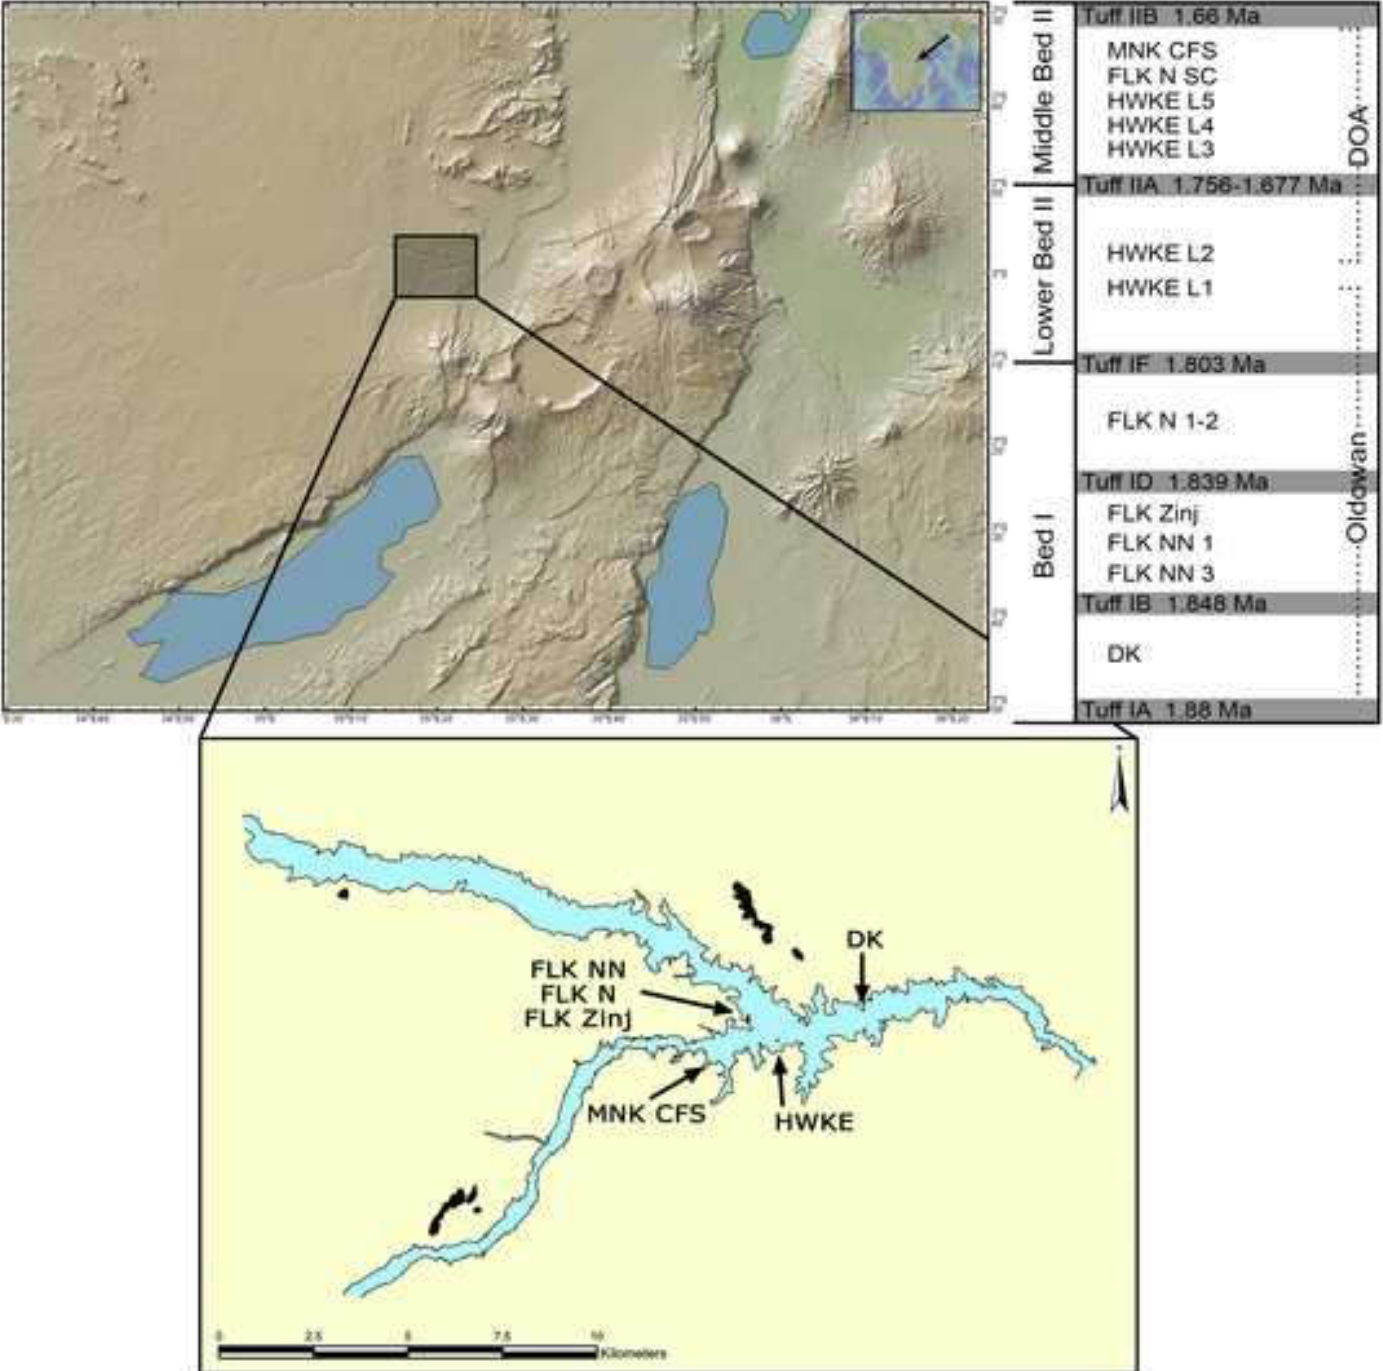 Middle Bed II
Lower Bed II
Bed I
Tuff IIB 1.66 Ma
MNK CFS
FLK N SC
HWKE L5
HWKE L4
HWKE L3
Tuff IIA 1.756-1.677 Ma
HWKE L2
HWKE L1
Tuff IF 1.803 Ma
FLK N 1-2
Tuff ID 1.839 Ma
FLK Zinj
FLK NN 1
FLK NN 3
Tuff IB 1.848 Ma
DK
Tuff IA 1.88 Ma
DOA
Oldowan
DK
FLK NN
FLK N
FLK Zinj
MNK CFS
HWKE
0 2.5 5 7.5 10
Kilometers